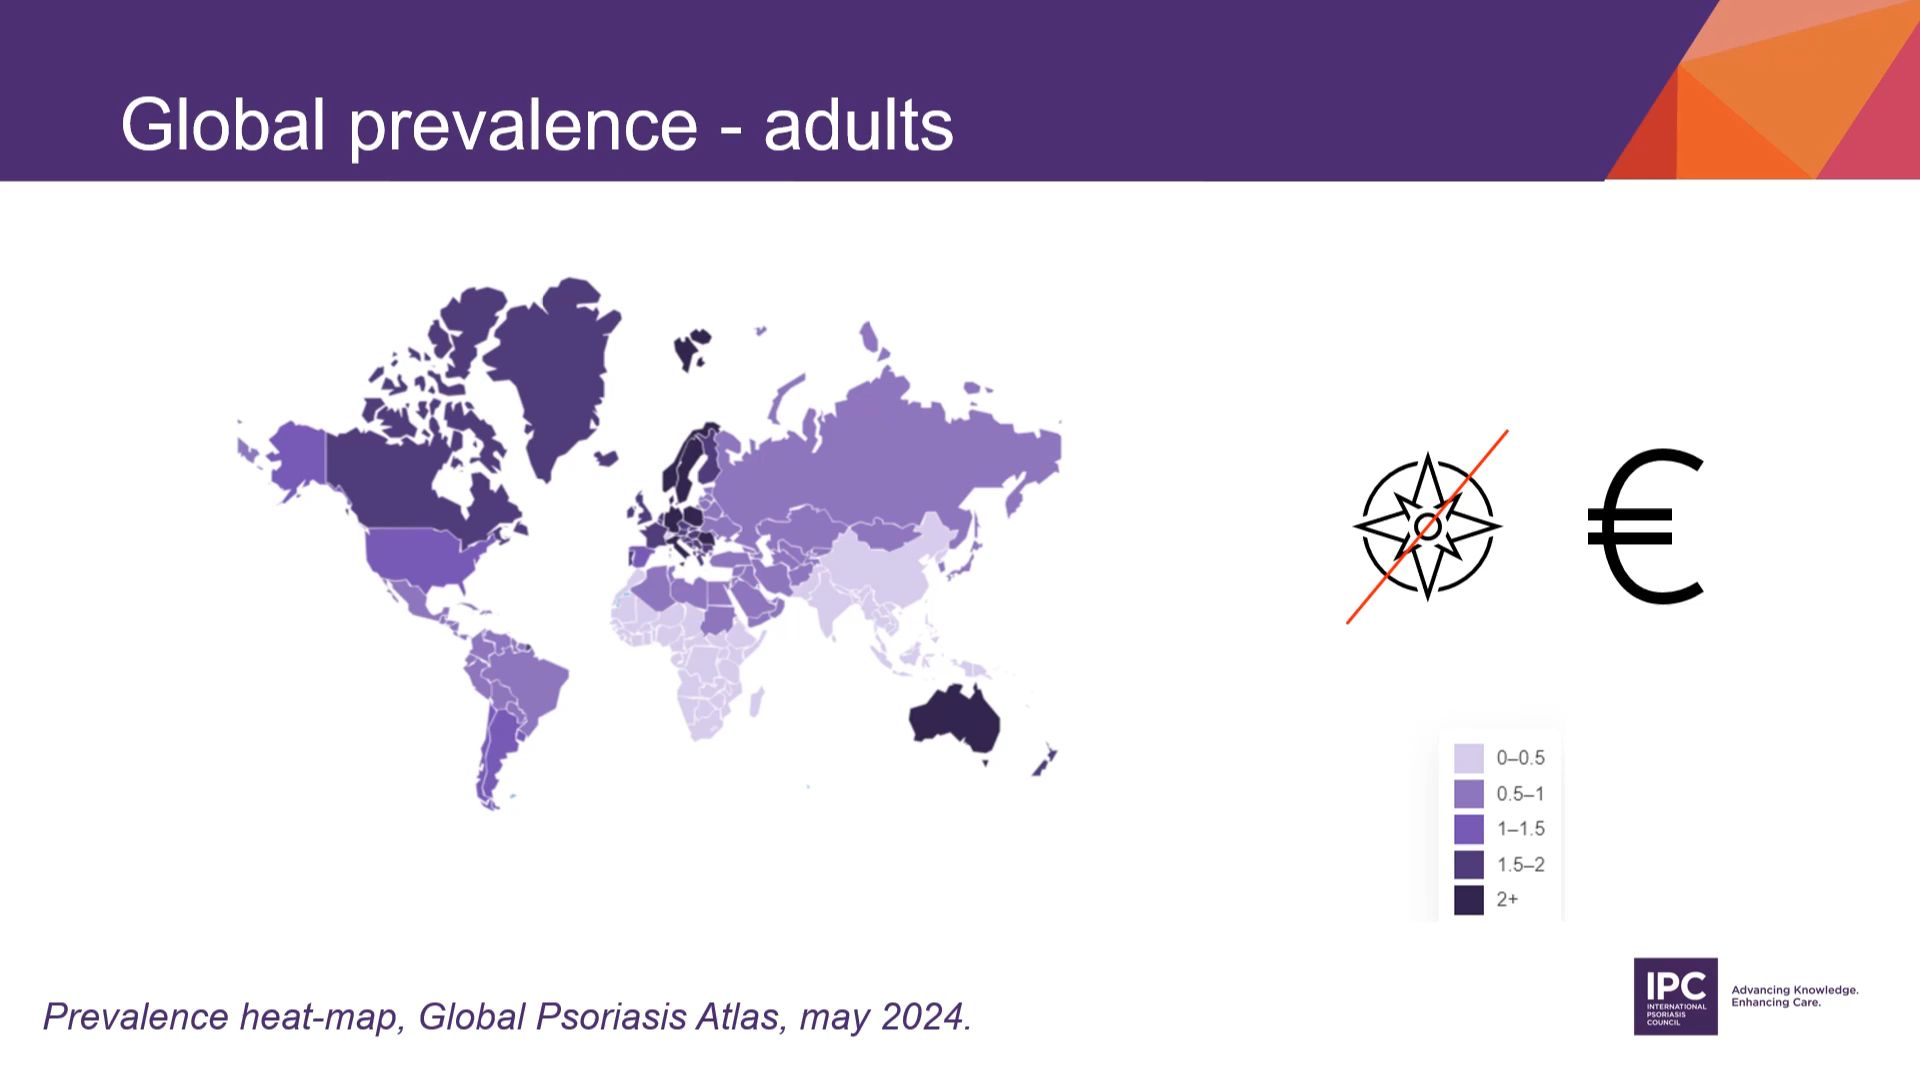 Global prevalence - adults
€
0–0.5
0.5–1
1–1.5
1.5–2
2+
Prevalence heat-map, Global Psoriasis Atlas, may 2024.
IPC
INTERNATIONAL
PSORIASIS
COUNCIL
Advancing Knowledge.
Enhancing Care.